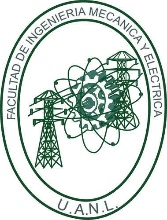 FACULTAD DE INGENIERIA MECANICA Y ELECTRICA
U.A.N.L.